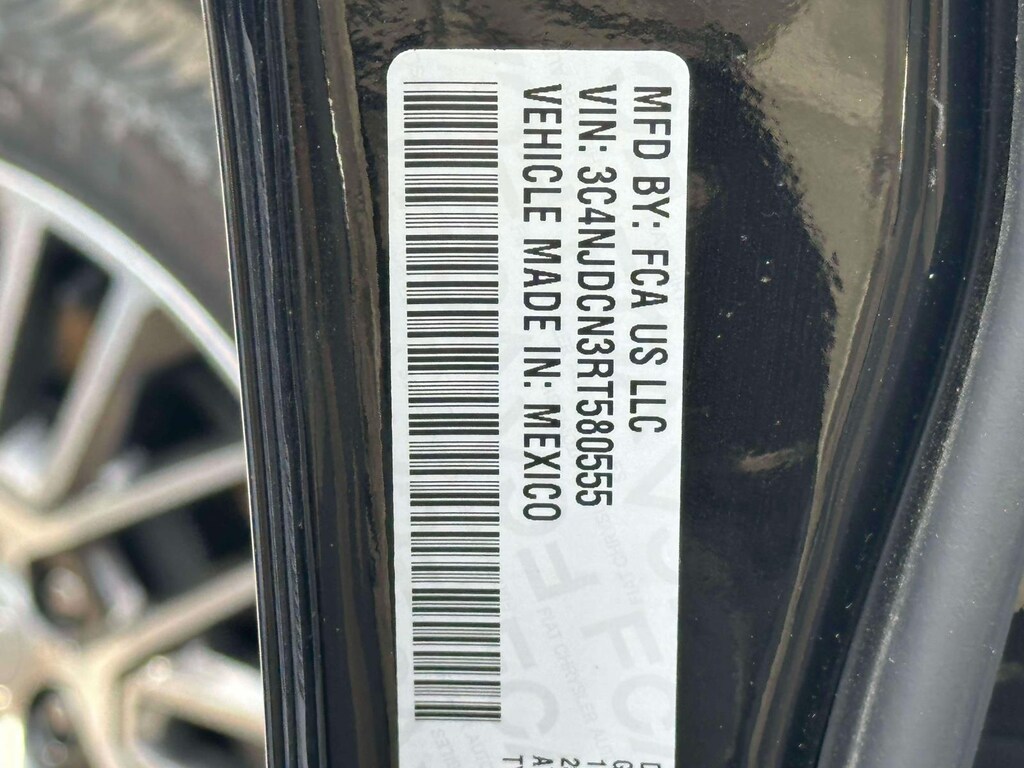 MFD BY: FCA US LLC
VIN: 3C4NJDCN3RT580555
VEHICLE MADE IN: MEXICO